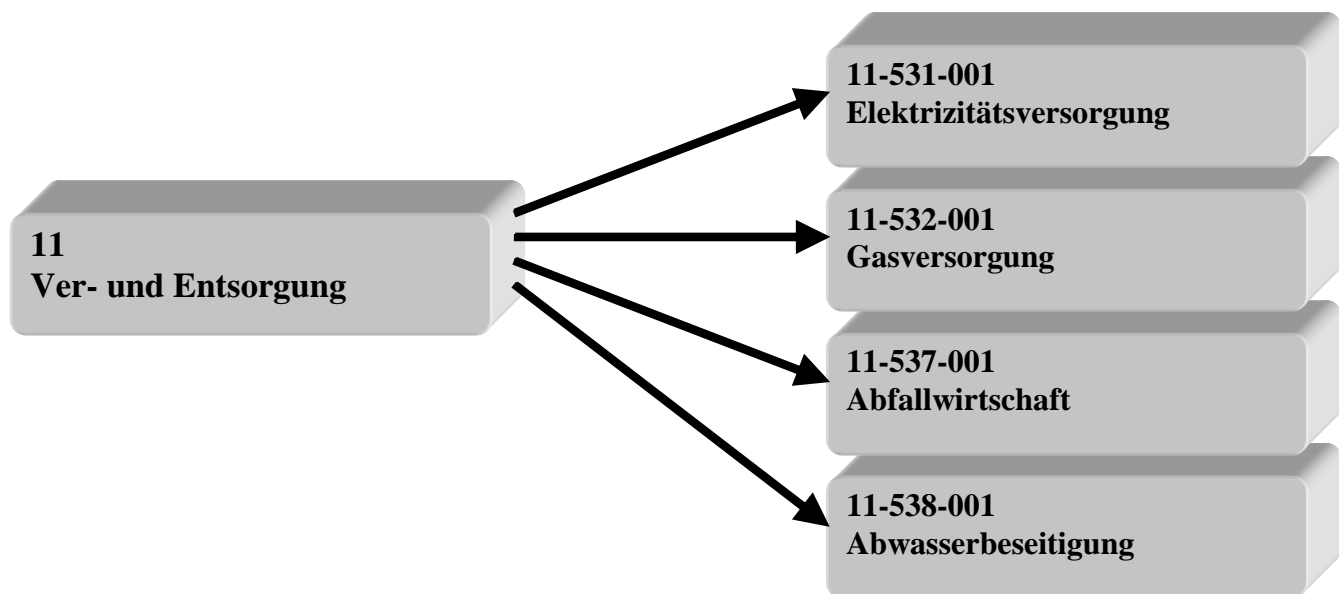 11
Ver- und Entsorgung
11-531-001
Elektrizitätsversorgung
11-532-001
Gasversorgung
11-537-001
Abfallwirtschaft
11-538-001
Abwasserbeseitigung